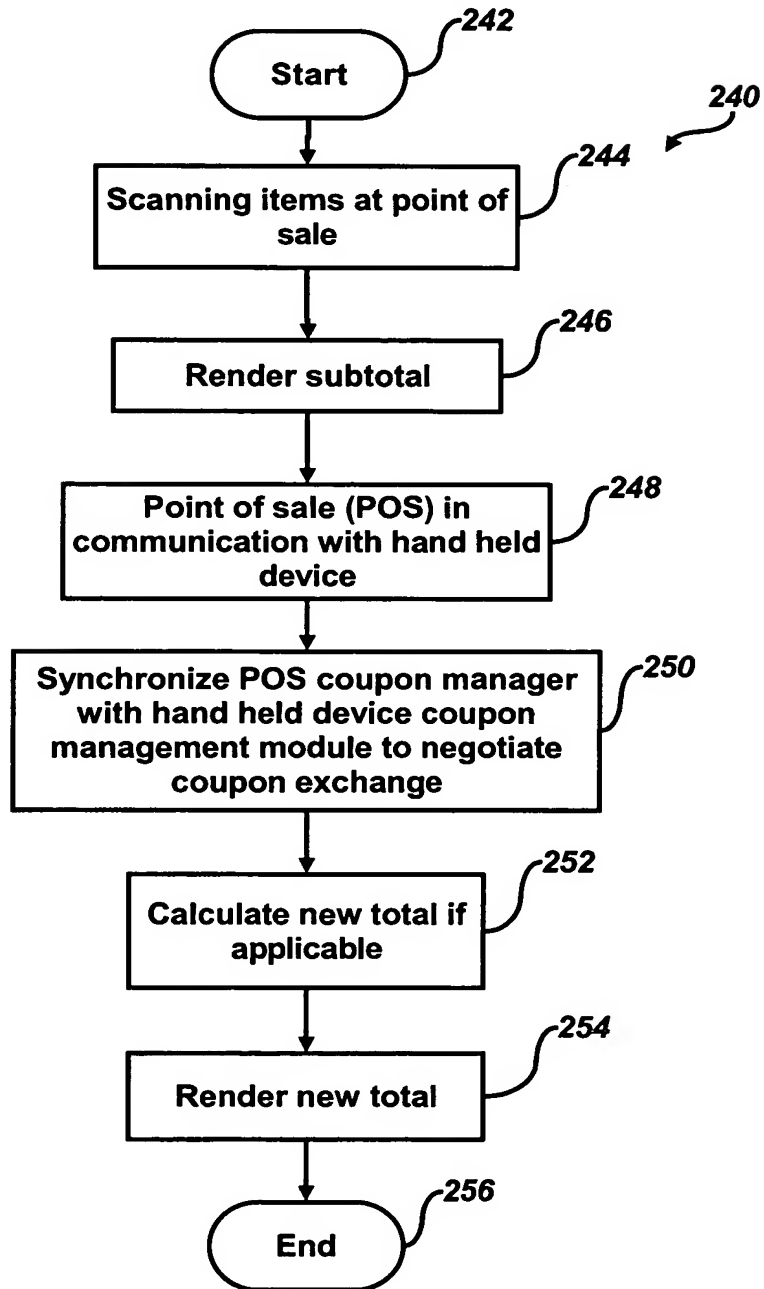 242
Start
240
244
Scanning items at point of
sale
246
Render subtotal
248
Point of sale (POS) in
communication with hand held
device
250
Synchronize POS coupon manager
with hand held device coupon
management module to negotiate
coupon exchange
252
Calculate new total if
applicable
254
Render new total
256
End